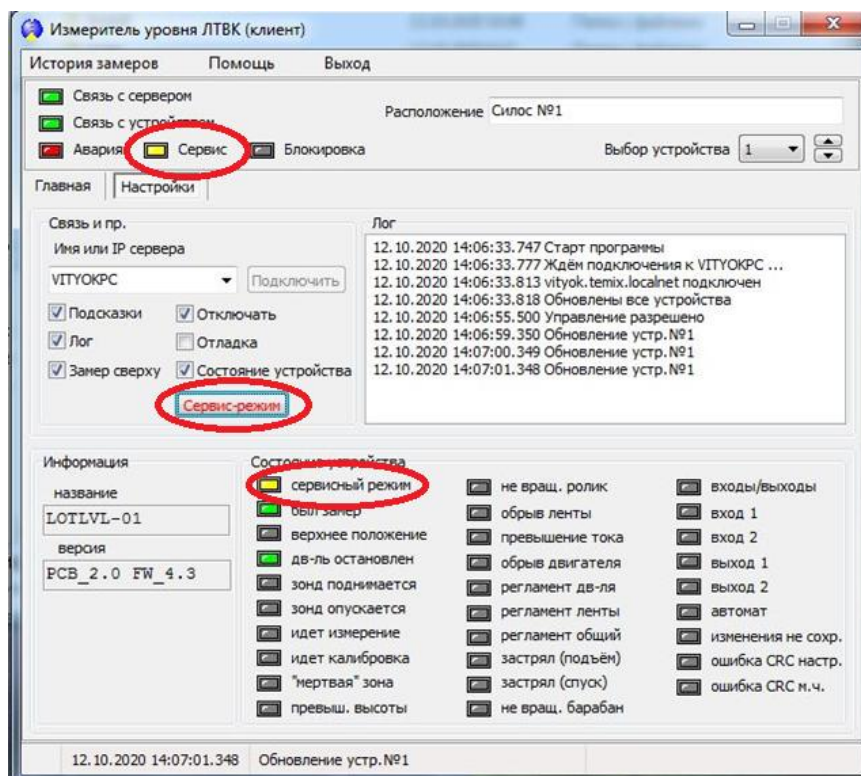 Измеритель уровня ЛТВК (клиент)
История замеров Помощь Выход
Связь с сервером
Связь с устройством
Авария Сервис Блокировка
Расположение Силос №1
Выбор устройства 1
Главная Настройки
Связь и пр.
Имя или IP сервера
VITYOKPC Подключить
Подсказки Отключать
Лог Отладка
Замер сверху Состояние устройства
Сервис-режим
Лог
12.10.2020 14:06:33.747 Старт программы
12.10.2020 14:06:33.777 Ждём подключения к VITYOKPC ...
12.10.2020 14:06:33.813 vityok.temix.localnet подключен
12.10.2020 14:06:33.818 Обновлены все устройства
12.10.2020 14:06:55.500 Управление разрешено
12.10.2020 14:06:59.350 Обновление устр.№1
12.10.2020 14:07:00.349 Обновление устр.№1
12.10.2020 14:07:01.348 Обновление устр.№1
Информация
название
LOTLVL-01
версия
PCB_2.0 FW_4.3
Состояние устройства
сервисный режим
был замер
верхнее положение
дв-ль остановлен
зонд поднимается
зонд опускается
идет измерение
идет калибровка
"мертвая" зона
превыш. высоты
не вращ. ролик
обрыв ленты
превышение тока
обрыв двигателя
регламент дв-ля
регламент ленты
регламент общий
застрял (подъём)
застрял (спуск)
не вращ. барабан
входы/выходы
вход 1
вход 2
выход 1
выход 2
автомат
изменения не сохр.
ошибка CRC настр.
ошибка CRC м.ч.
12.10.2020 14:07:01.348 Обновление устр.№1